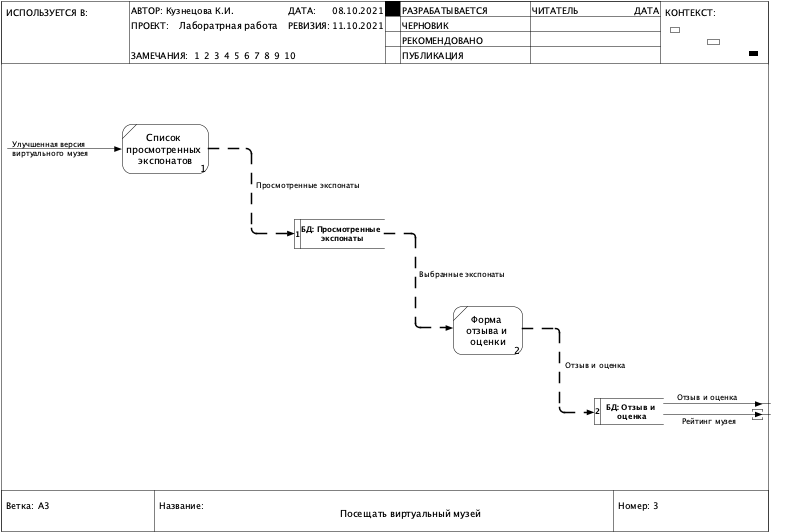 ИСПОЛЬЗУЕТСЯ В:
АВТОР: Кузнецова К.И.
ДАТА: 08.10.2021
ПРОЕКТ: Лаборатрная работа
РЕВИЗИЯ: 11.10.2021
ЗАМЕЧАНИЯ: 1 2 3 4 5 6 7 8 9 10
РАЗРАБАТЫВАЕТСЯ
ЧЕРНОВИК
РЕКОМЕНДОВАНО
ПУБЛИКАЦИЯ
ЧИТАТЕЛЬ
ДАТА
КОНТЕКСТ:
Улучшенная версия
виртуального музея
Список
просмотренных
экспонатов
1
Просмотренные экспонаты
1
БД: Просмотренные
экспонаты
Выбранные экспонаты
Форма
отзыва и
оценки
2
Отзыв и оценка
2
БД: Отзыв и
оценка
Отзыв и оценка
Рейтинг музея
Ветка: A3
Название:
Посещать виртуальный музей
Номер: 3